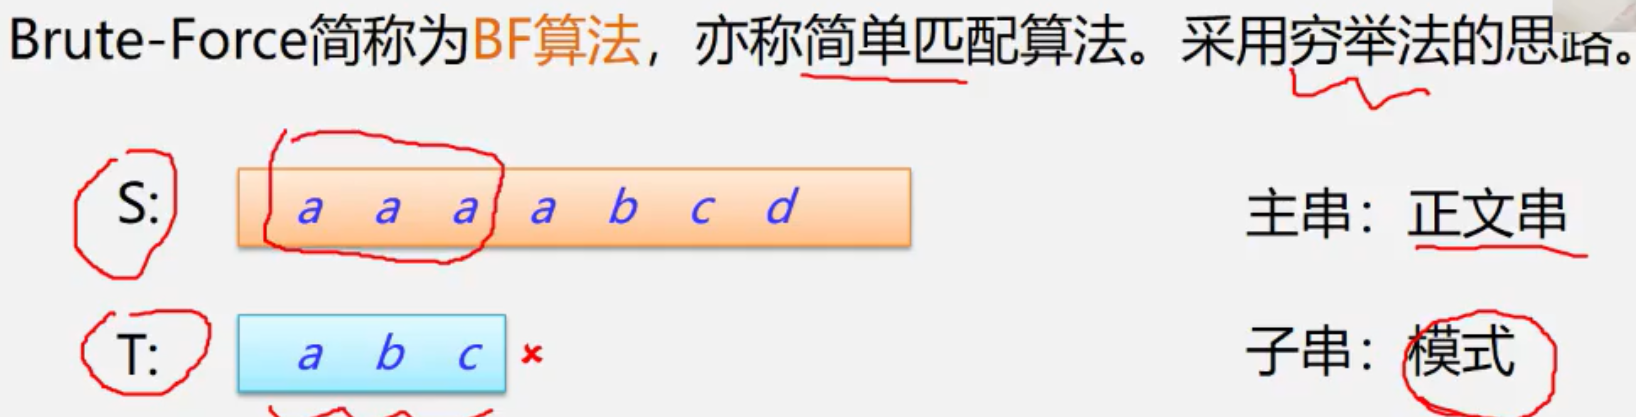 Brute-Force简称为BF算法，亦称简单匹配算法。采用穷举法的思路。
S: a a a a b c d 主串：正文串
T: a b c × 子串：模式